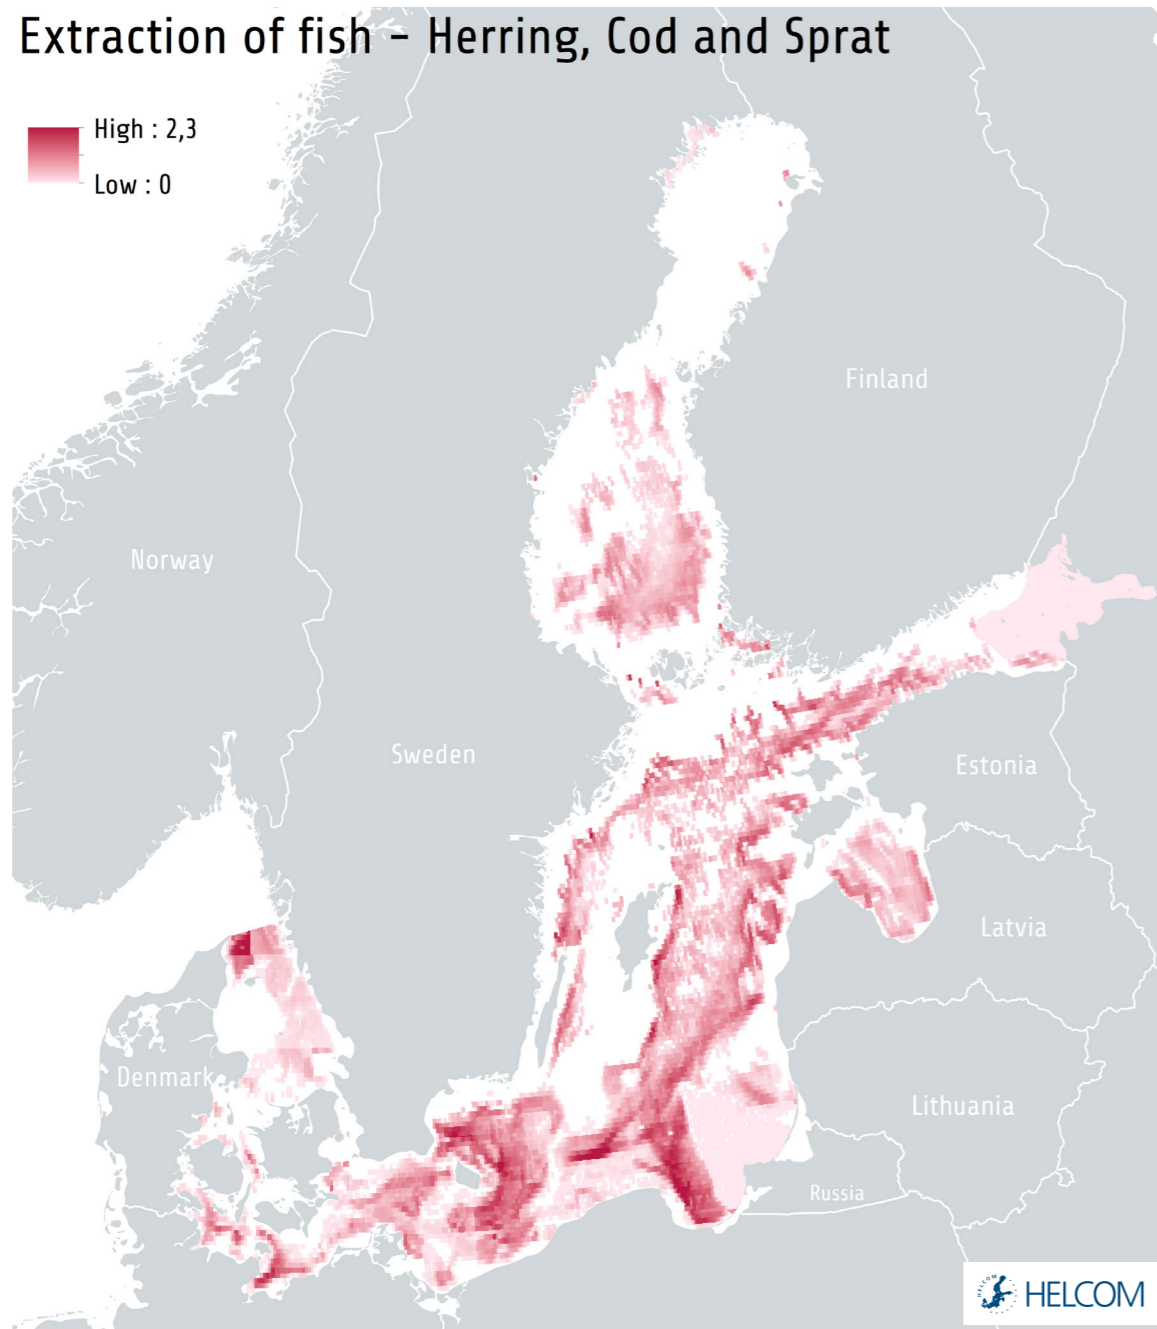 Extraction of fish - Herring, Cod and Sprat
High : 2,3
Low : 0
Finland
Norway
Sweden
Estonia
Latvia
Denmark
Lithuania
Russia
HELCOM